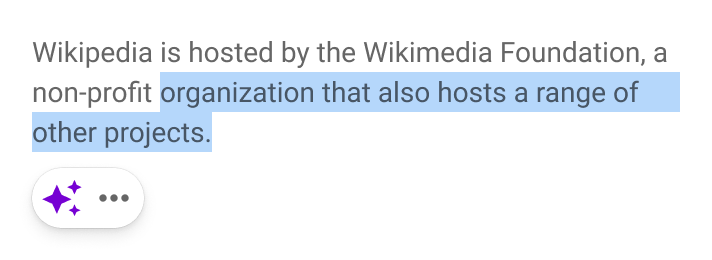 Wikipedia is hosted by the Wikimedia Foundation, a
non-profit organization that also hosts a range of
other projects.